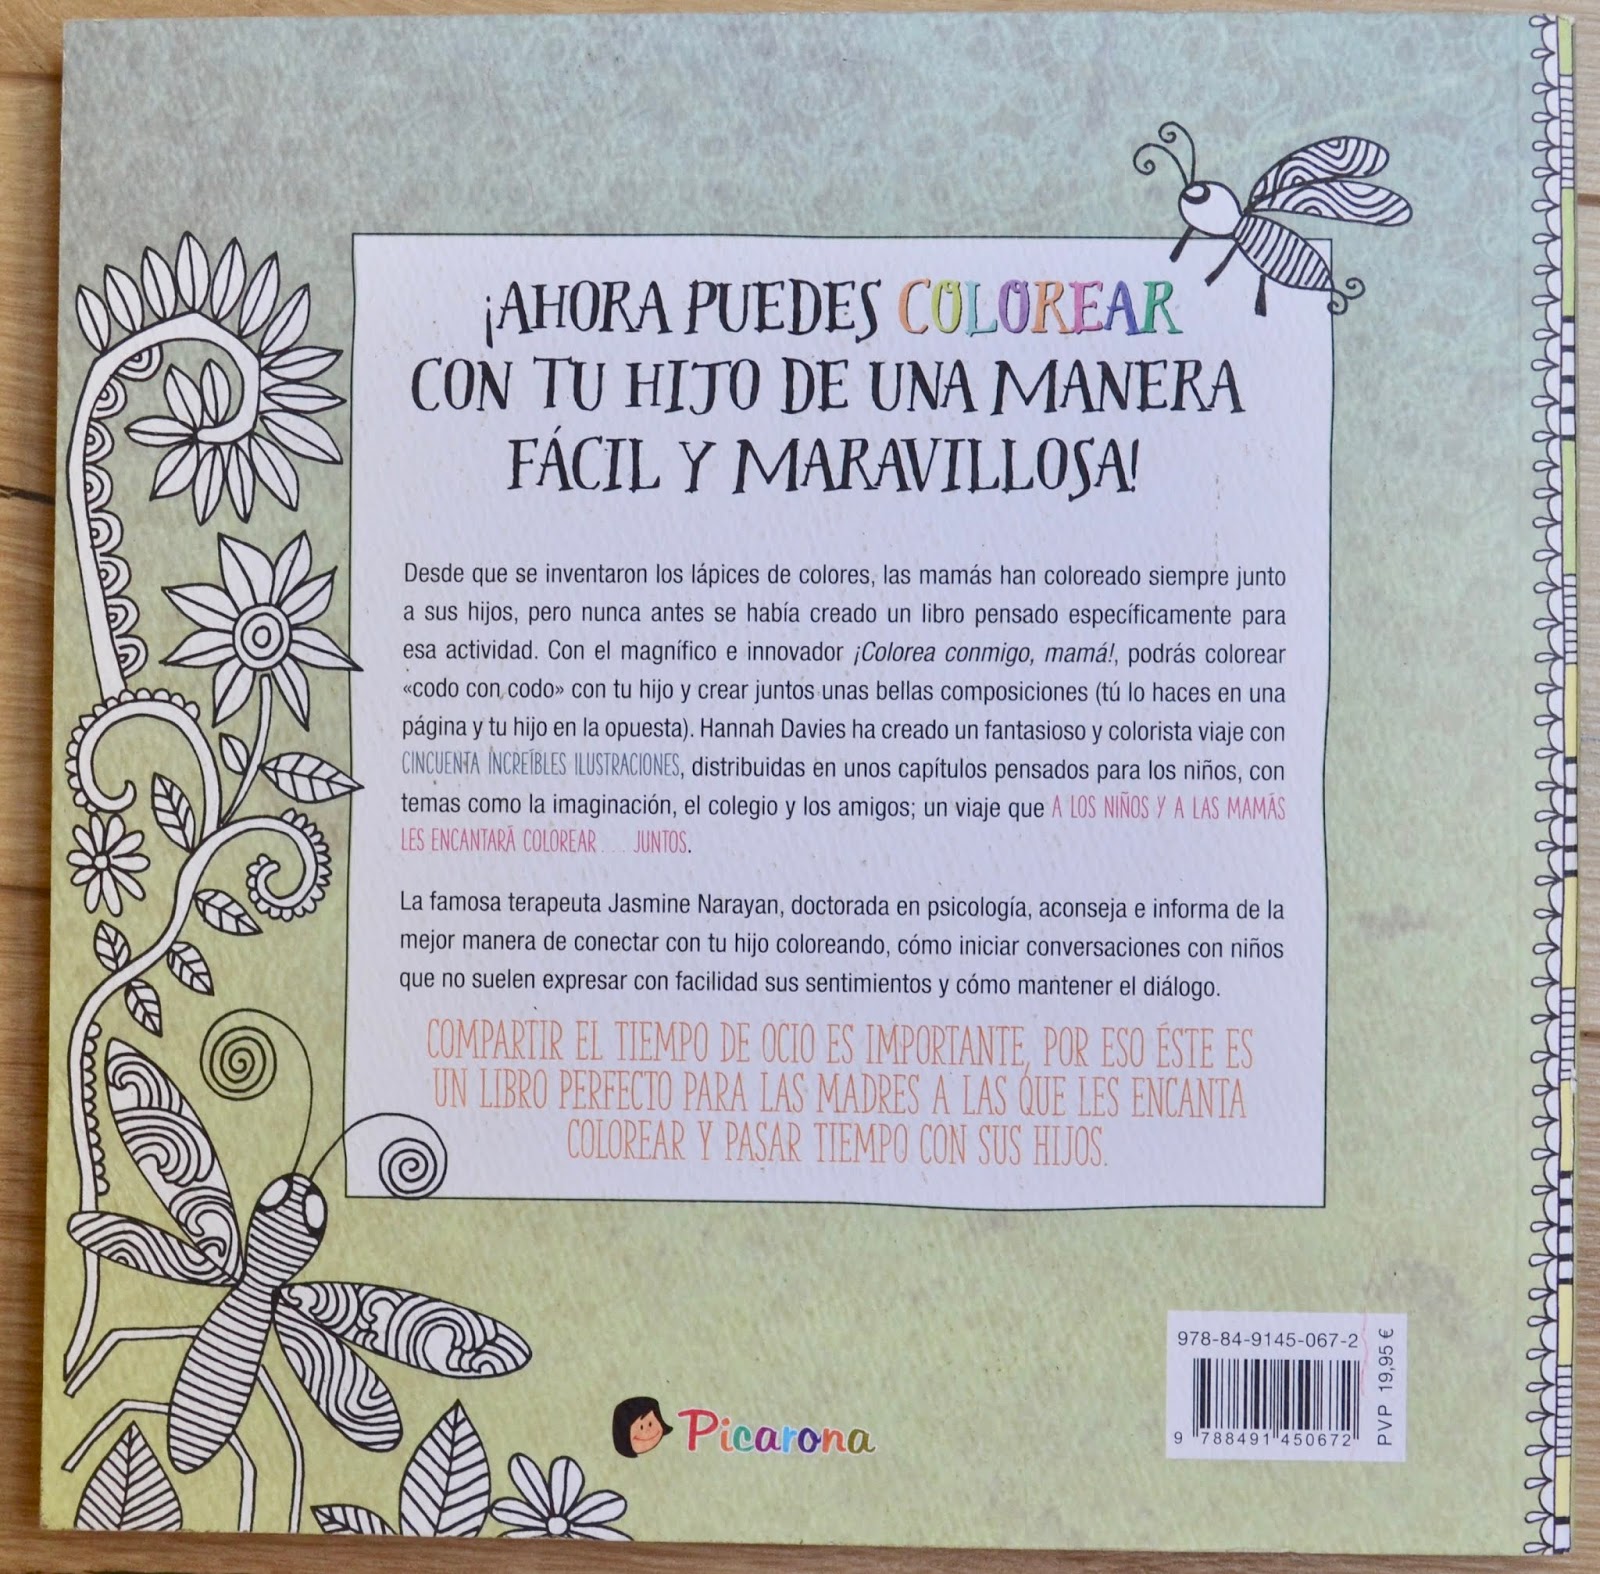 ¡AHORA PUEDES COLOREAR
CON TU HIJO DE UNA MANERA
FÁCIL Y MARAVILLOSA!
Desde que se inventaron los lápices de colores, las mamás han coloreado siempre junto
a sus hijos, pero nunca antes se había creado un libro pensado específicamente para
esa actividad. Con el magnífico e innovador ¡Colorea conmigo, mamá!, podrás colorear
«codo con codo» con tu hijo y crear juntos unas bellas composiciones (tú lo haces en una
página y tu hijo en la opuesta). Hannah Davies ha creado un fantasioso y colorista viaje con
CINCUENTA INCREÍBLES ILUSTRACIONES, distribuidas en unos capítulos pensados para los niños, con
temas como la imaginación, el colegio y los amigos; un viaje que A LOS NIÑOS Y A LAS MAMÁS
LES ENCANTARÁ COLOREAR.... JUNTOS.
La famosa terapeuta Jasmine Narayan, doctorada en psicología, aconseja e informa de la
mejor manera de conectar con tu hijo coloreando, cómo iniciar conversaciones con niños
que no suelen expresar con facilidad sus sentimientos y cómo mantener el diálogo.
COMPARTIR EL TIEMPO DE OCIO ES IMPORTANTE, POR ESO ÉSTE ES
UN LIBRO PERFECTO PARA LAS MADRES A LAS QUE LES ENCANTA
COLOREAR Y PASAR TIEMPO CON SUS HIJOS.
Picarona
978-84-9145-067-2
9 788491 450672
PVP 19,95 €